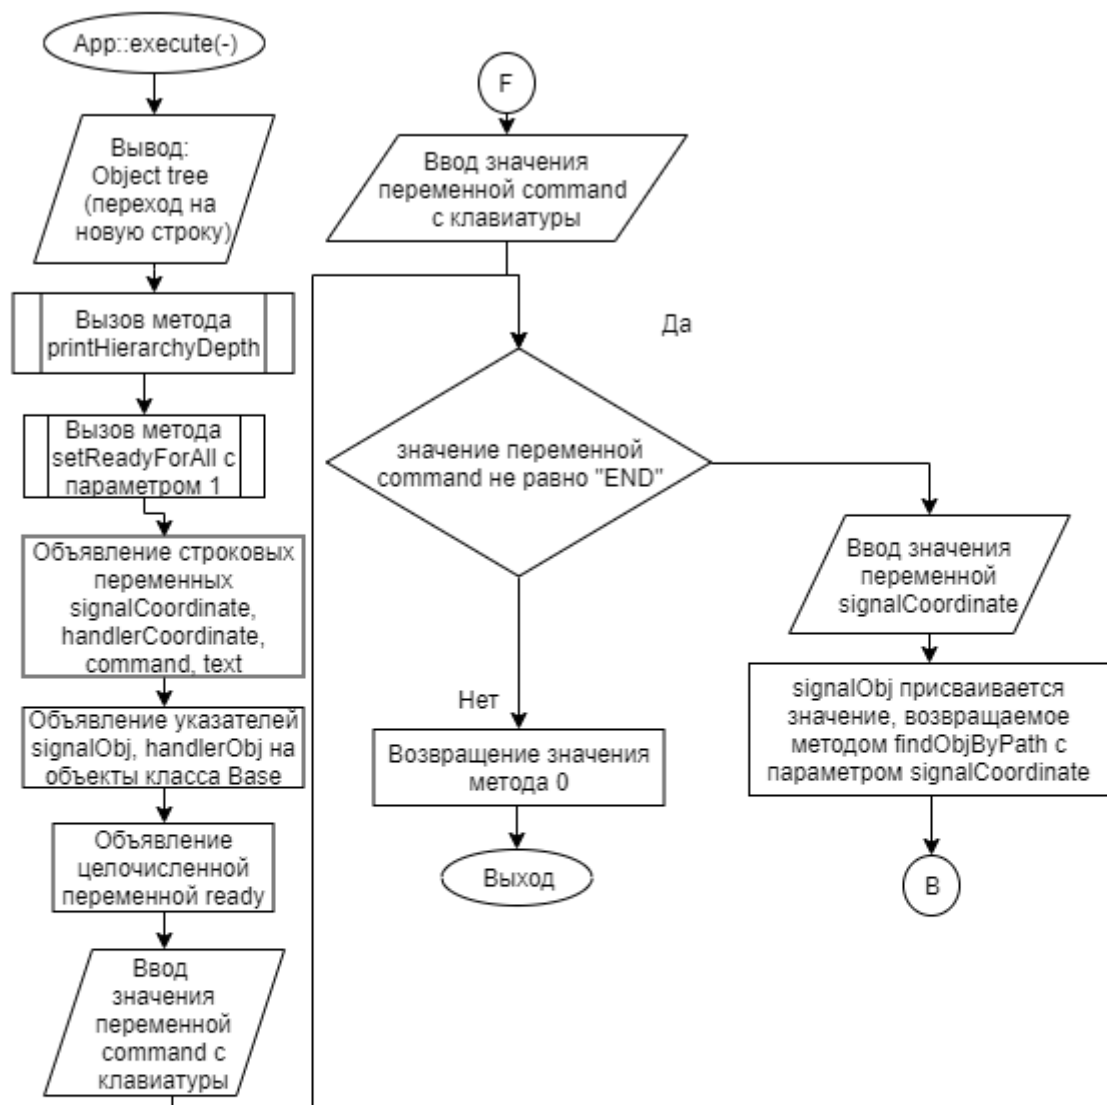 App::execute(-)
Вывод:
Object tree
(переход на
новую строку)
Вызов метода
printHierarchyDepth
Вызов метода
setReadyForAll с
параметром 1
Объявление строковых
переменных
signalCoordinate,
handlerCoordinate,
command, text
Объявление указателей
signalObj, handlerObj на
объекты класса Base
Объявление
целочисленной
переменной ready
Ввод
значения
переменной
command с
клавиатуры
F
Ввод значения
переменной command
с клавиатуры
значение переменной
command не равно "END"
Да
Нет
Возвращение значения
метода 0
Выход
Ввод значения
переменной
signalCoordinate
signalObj присваивается
значение, возвращаемое
методом findObjByPath с
параметром signalCoordinate
B